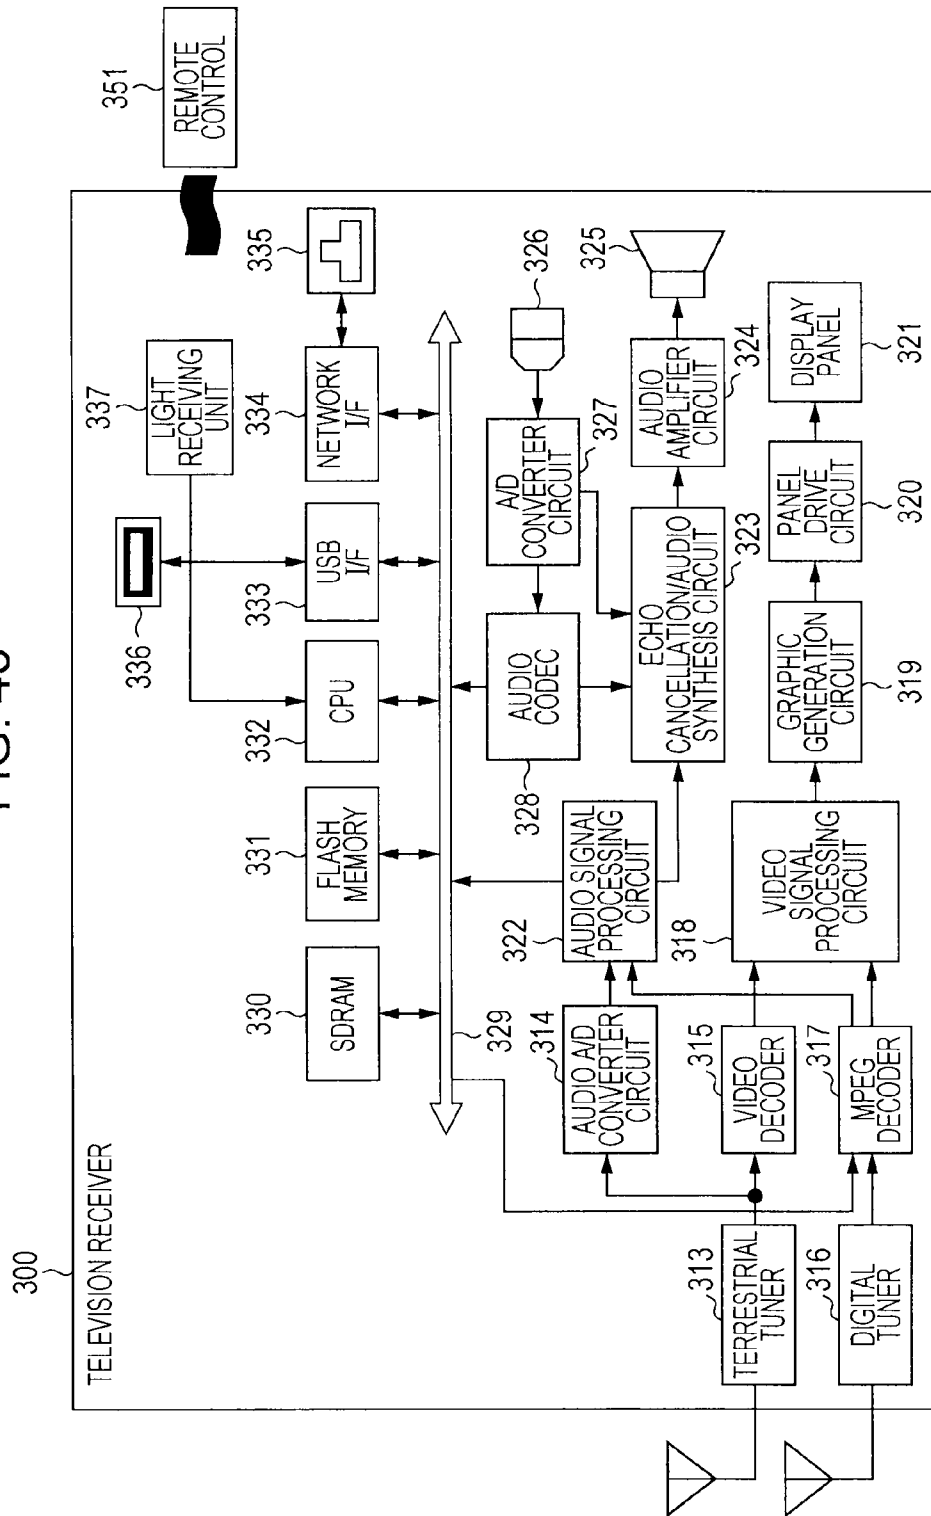 300
TELEVISION RECEIVER
351
REMOTE
CONTROL
337
LIGHT
RECEIVING
UNIT
336
335
330
SDRAM
331
FLASH
MEMORY
332
CPU
333
USB
I/F
334
NETWORK
I/F
329
326
327
A/D
CONVERTER
CIRCUIT
328
AUDIO
CODEC
314
AUDIO A/D
CONVERTER
CIRCUIT
322
AUDIO SIGNAL
PROCESSING
CIRCUIT
323
ECHO
CANCELLATION/AUDIO
SYNTHESIS CIRCUIT
324
AUDIO
AMPLIFIER
CIRCUIT
325
313
TERRESTRIAL
TUNER
315
VIDEO
DECODER
316
DIGITAL
TUNER
317
MPEG
DECODER
318
VIDEO
SIGNAL
PROCESSING
CIRCUIT
319
GRAPHIC
GENERATION
CIRCUIT
320
PANEL
DRIVE
CIRCUIT
321
DISPLAY
PANEL